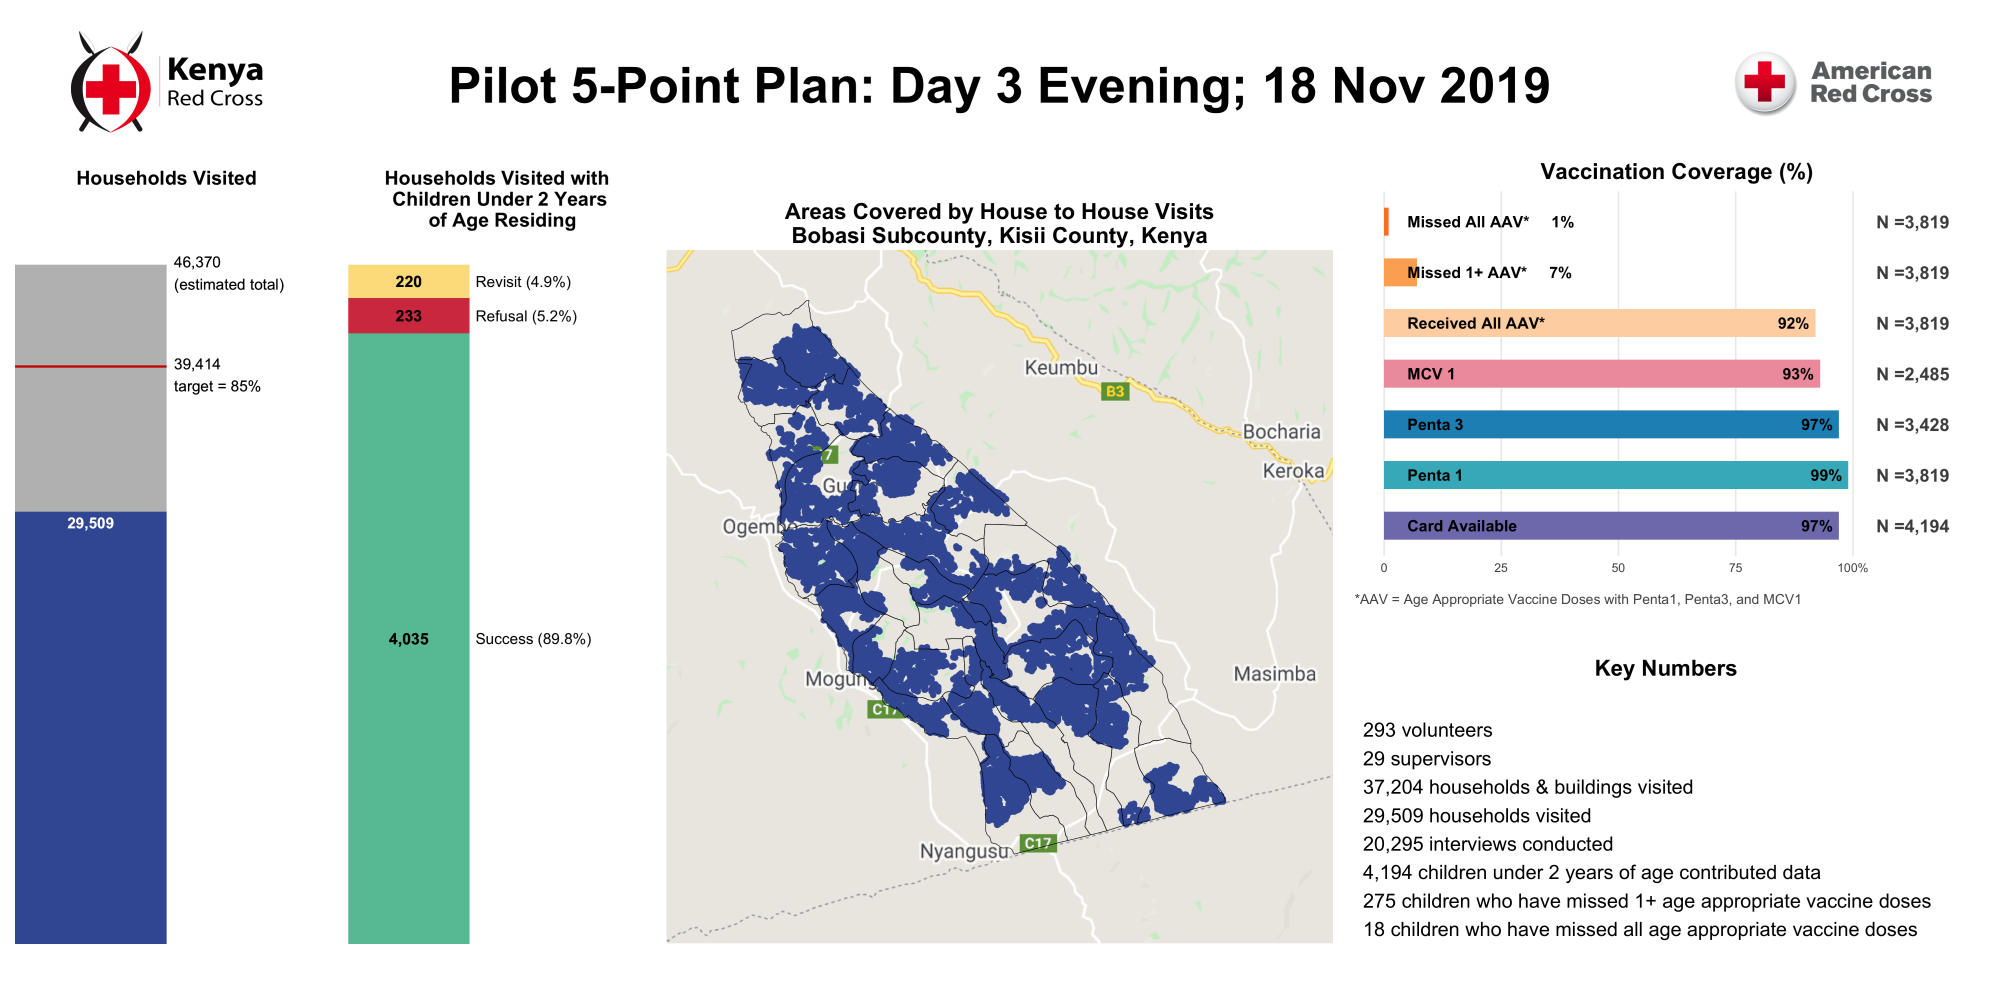 Kenya
Red Cross
Pilot 5-Point Plan: Day 3 Evening; 18 Nov 2019
American
Red Cross
Households Visited
46,370
(estimated total)
39,414
target = 85%
29,509
Households Visited with
Children Under 2 Years
of Age Residing
220
Revisit (4.9%)
233
Refusal (5.2%)
4,035
Success (89.8%)
Areas Covered by House to House Visits
Bobasi Subcounty, Kisii County, Kenya
Keumbu
B3
Bocharia
Keroka
7
Ogembo
Masimba
C17
Nyangusu
C17
Vaccination Coverage (%)
Missed All AAV* 1% N =3,819
Missed 1+ AAV* 7% N =3,819
Received All AAV* 92% N =3,819
MCV 1 93% N =2,485
Penta 3 97% N =3,428
Penta 1 99% N =3,819
Card Available 97% N =4,194
0 25 50 75 100%
*AAV = Age Appropriate Vaccine Doses with Penta1, Penta3, and MCV1
Key Numbers
293 volunteers
29 supervisors
37,204 households & buildings visited
29,509 households visited
20,295 interviews conducted
4,194 children under 2 years of age contributed data
275 children who have missed 1+ age appropriate vaccine doses
18 children who have missed all age appropriate vaccine doses